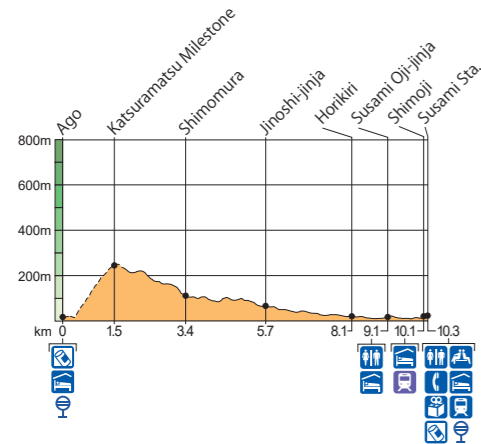 Ago
Katsuramatsu Milestone
Shimomura
Jinoshi-jinja
Horikiri
Susami Oji-jinja
Shimoji
Susami Sta.
800m
600m
400m
200m
km 0 1.5 3.4 5.7 8.1 9.1 10.1 10.3